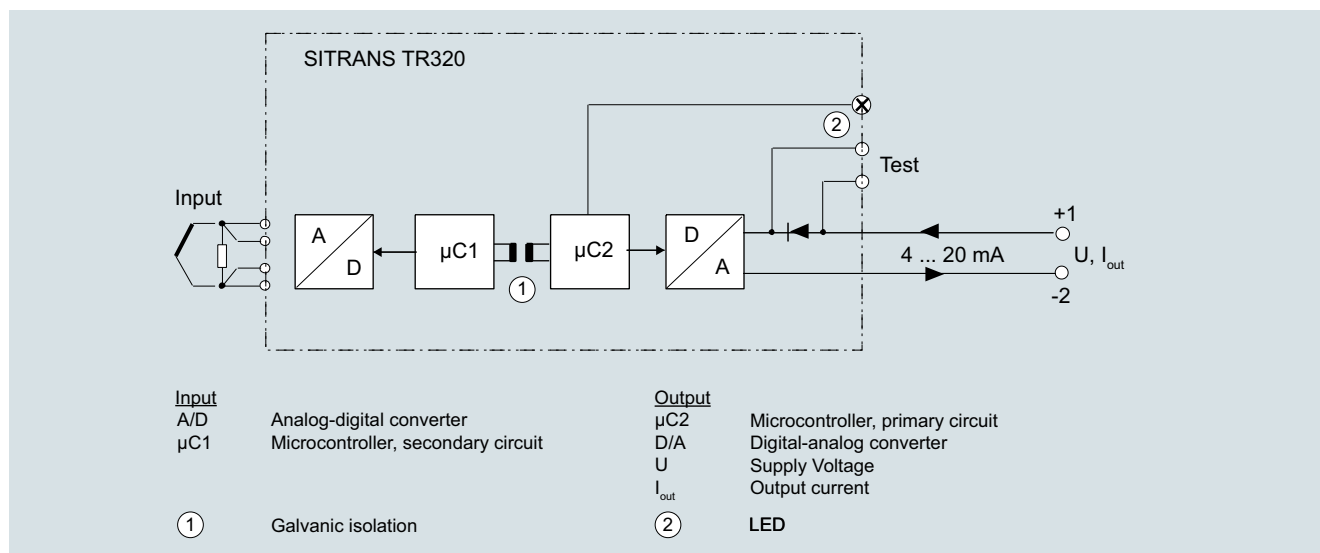 SITRANS TR320
2
Test
Input
A
D
µC1
µC2
D
A
+1
4 ... 20 mA
U, Iout
1
-2
Input
A/D Analog-digital converter
µC1 Microcontroller, secondary circuit
1 Galvanic isolation
Output
µC2 Microcontroller, primary circuit
D/A Digital-analog converter
U Supply Voltage
Iout Output current
2 LED